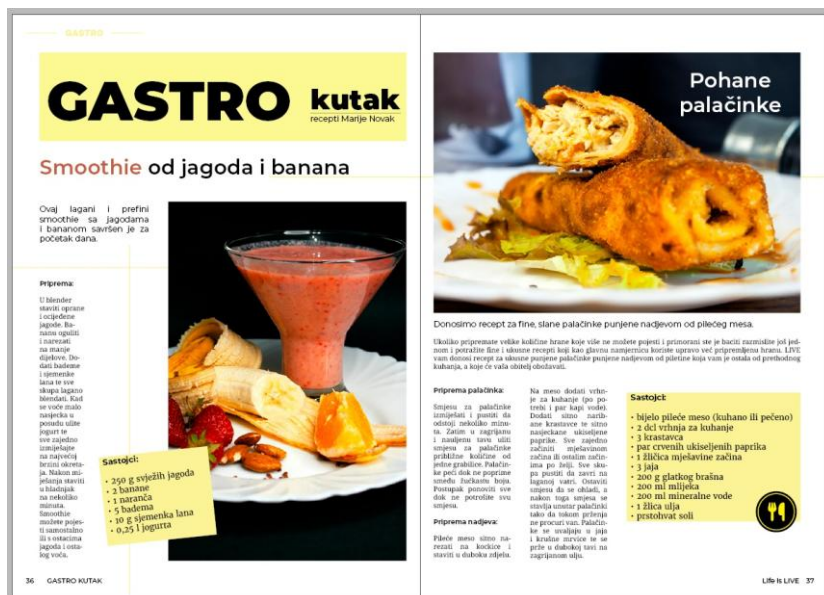 GASTRO
GASTRO kutak
recepti Marije Novak
Smoothie od jagoda i banana
Ovaj lagani i prefini
smoothie sa jagodama
i bananom savršen je za
početak dana.
Priprema:
U blender
staviti oprane
i ocijeđene
jagode. Ba-
nanu oguliti
i narezati
na manje
dijelove. Do-
dati bademe
i sjemenke
lana te sve
skupa lagano
blendati. Kad
se voće malo
nasjecka u
posudu ulite
jogurt te
sve zajedno
izmiješajte
na najvećoj
brzini okreta-
ja. Nakon mi-
ješanja staviti
u hladnjak
na nekoliko
minuta.
Smoothie
možete pojes-
ti samostalno
ili s ostacima
jagoda i osta-
log voća.
Sastojci:
• 250 g svježih jagoda
• 2 banane
• 1 naranča
• 5 badema
• 10 g sjemenka lana
• 0,25 l jogurta
36 GASTRO KUTAK
Pohane
palačinke
Donosimo recept za fine, slane palačinke punjene nadjevom od pilećeg mesa.
Ukoliko pripremate velike količine hrane koje više ne možete pojesti i primorani ste je baciti razmislite još jed-
nom i potražite fine i ukusne recepti koji kao glavnu namjernicu koriste upravo već pripremljenu hranu. LIVE
vam donosi recept za ukusne punjene palačinke punjene nadjevom od piletine koja vam je ostala od prethodnog
kuhanja, a koje će vaša obitelj obožavati.
Priprema palačinka:
Smjesu za palačinke
izmiješati i pustiti da
odstoji nekoliko minu-
ta. Zatim u zagrijanu
i nauljenu tavu uliti
smjesu za palačinke
približne količine od
jedne grabilice. Palačin-
ke peći dok ne poprime
smeđu fućkastu boju.
Postupak ponoviti sve
dok ne potrošite svu
smjesu.
Priprema nadjeva:
Pileće meso sitno na-
rezati na kockice i
staviti u duboku zdjelu.
Na meso dodati vrhn-
je za kuhanje (po po-
trebi i par kapi vode).
Dodati sitno narib-
ane krastavce te sitno
nasjeckane ukiseljene
paprike. Sve zajedno
začiniti mješavinom
začina ili ostalim začin-
ima po želji. Sve sku-
pa pustiti da zavri na
laganoj vatri. Ostaviti
smjesu da se ohladi, a
nakon toga smjesa se
stavlja unutar palačinki
tako da tokom prženja
ne procuri van. Palačin-
ke se uvaljaju u jaja
i krušne mrvice te se
prže u dubokoj tavi na
zagrijanom ulju.
Sastojci:
• bijelo pileće meso (kuhano ili pečeno)
• 2 dcl vrhnja za kuhanje
• 3 krastavca
• par crvenih ukiseljenih paprika
• 1 žličica mješavine začina
• 3 jaja
• 200 g glatkog brašna
• 200 ml mlijeka
• 200 ml mineralne vode
• 1 žlica ulja
• prstohvat soli
Life is LIVE 37